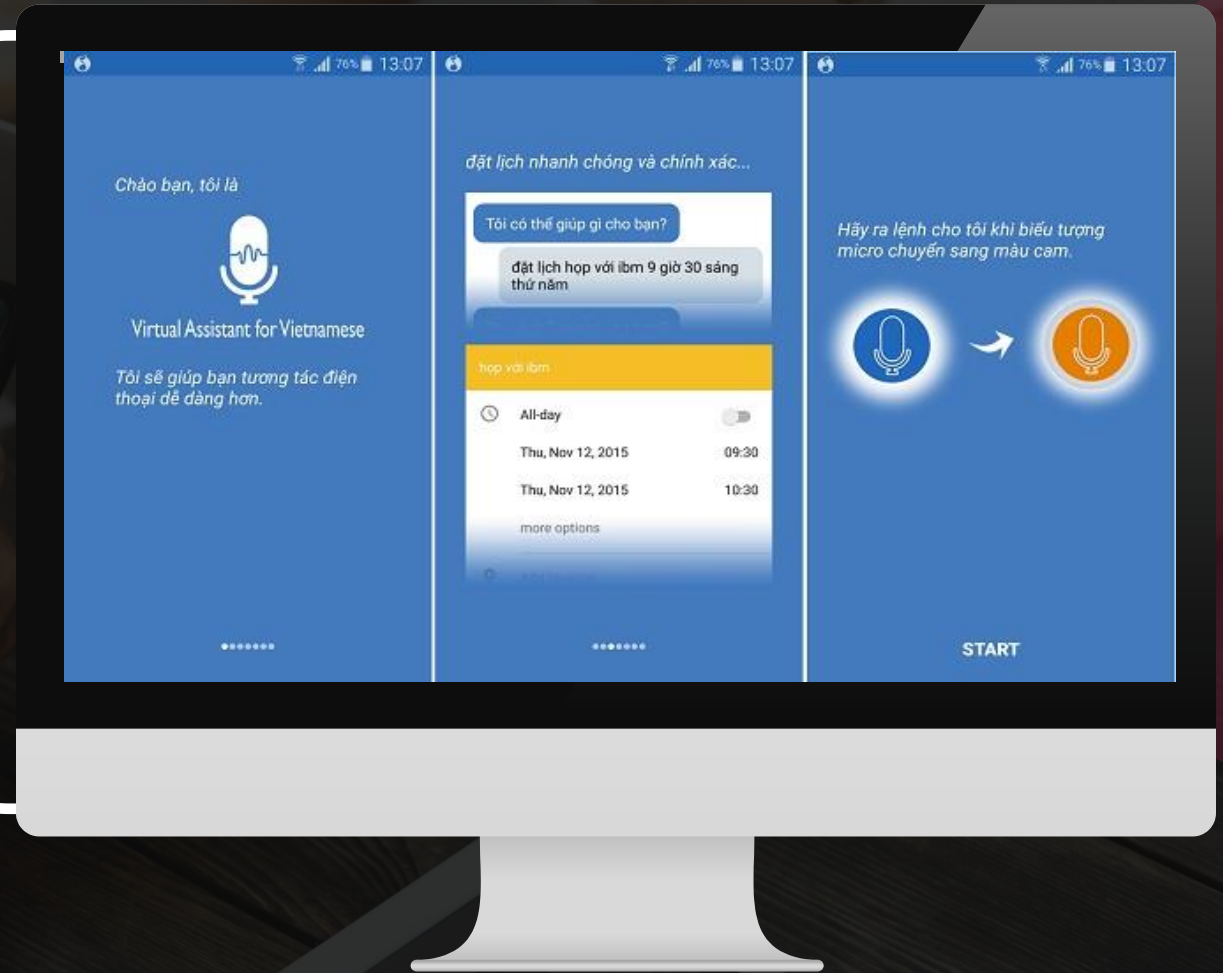 76% 13:07
Chào bạn, tôi là
Virtual Assistant for Vietnamese
Tôi sẽ giúp bạn tương tác điện
thoại dễ dàng hơn.
76% 13:07
đặt lịch nhanh chóng và chính xác...
Tôi có thể giúp gì cho bạn?
đặt lịch họp với ibm 9 giờ 30 sáng
thứ năm
họp với ibm
All-day
Thu, Nov 12, 2015 09:30
Thu, Nov 12, 2015 10:30
more options
76% 13:07
Hãy ra lệnh cho tôi khi biểu tượng
micro chuyển sang màu cam.
START